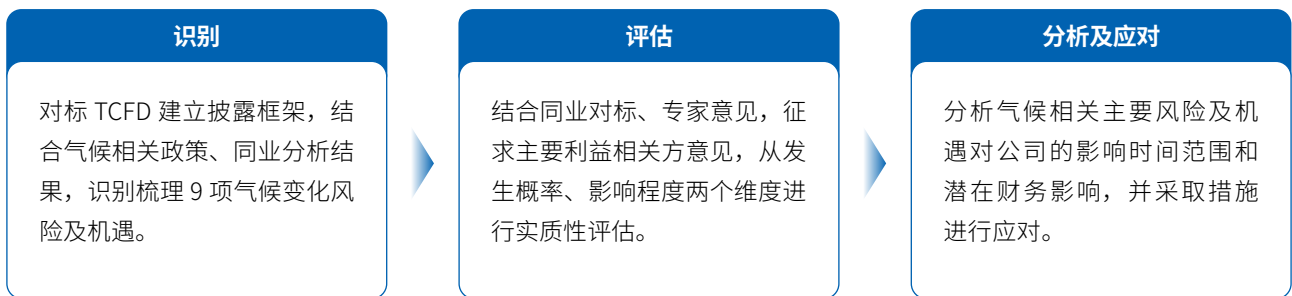 识别
对标 TCFD 建立披露框架，结
合气候相关政策、同业分析结
果，识别梳理 9 项气候变化风
险及机遇。
评估
结合同业对标、专家意见，征
求主要利益相关方意见，从发
生概率、影响程度两个维度进
行实质性评估。
分析及应对
分析气候相关主要风险及机
遇对公司的影响时间范围和
潜在财务影响，并采取措施
进行应对。